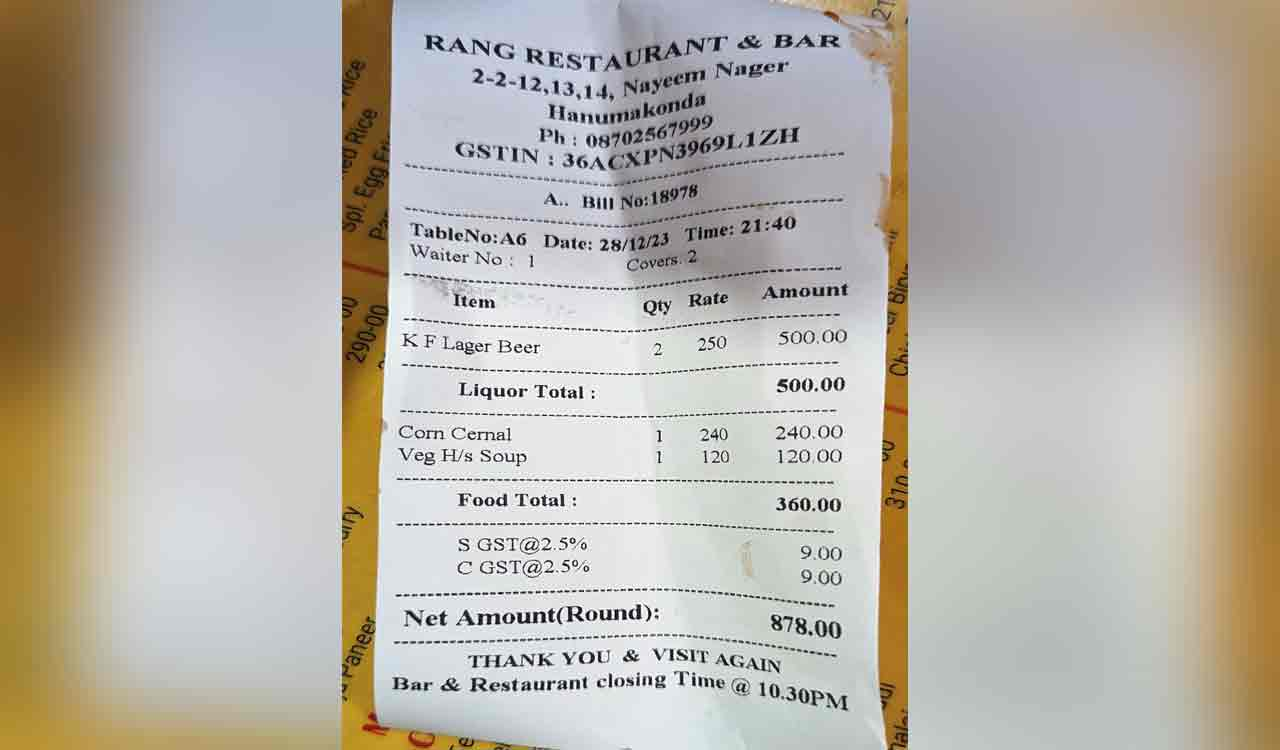 RANG RESTAURANT & BAR
2-2-12,13,14, Nayeem Nager
Hanumakonda
Ph : 08702567999
GSTIN : 36ACXPN3969L1ZH
A.. Bill No:18978
TableNo:A6 Date: 28/12/23 Time: 21:40
Waiter No : 1 Covers. 2
Item Qty Rate Amount
K F Lager Beer 2 250 500.00
Liquor Total : 500.00
Corn Cernal 1 240 240.00
Veg H/s Soup 1 120 120.00
Food Total : 360.00
S GST@2.5% 9.00
C GST@2.5% 9.00
Net Amount(Round): 878.00
THANK YOU & VISIT AGAIN
Bar & Restaurant closing Time @ 10.30PM
Rice
Rice
Spl. Egg
290-00
Paneer